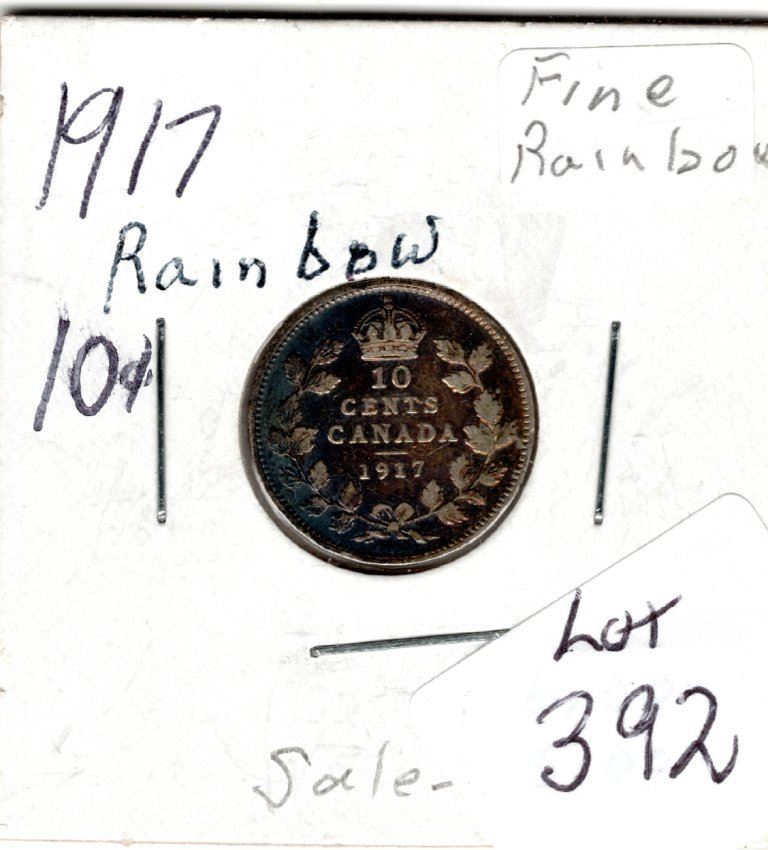 1917
Fine
Rainbow
Rainbow
10¢
10
CENTS
CANADA
1917
Lot
392
Sale-